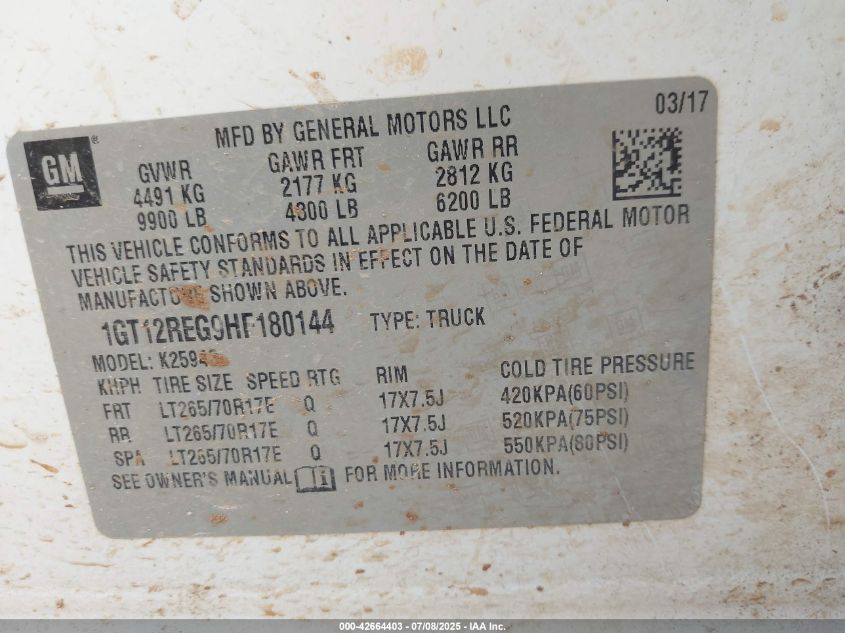 03/17
MFD BY GENERAL MOTORS LLC
GM ®
GVWR GAWR FRT GAWR RR
4491 KG 2177 KG 2812 KG
9900 LB 4800 LB 6200 LB
THIS VEHICLE CONFORMS TO ALL APPLICABLE U.S. FEDERAL MOTOR
VEHICLE SAFETY STANDARDS IN EFFECT ON THE DATE OF
MANUFACTURE SHOWN ABOVE.
1GT12REG9HF180144 TYPE: TRUCK
MODEL:
KNPH TIRE SIZE SPEED RTG RIM COLD TIRE PRESSURE
FRT LT265/70R17E Q 17X7.5J 420KPA(60PSI)
RR LT265/70R17E Q 17X7.5J 520KPA(75PSI)
SPA LT265/70R17E Q 17X7.5J 550KPA(80PSI)
SEE OWNER'S MANUAL FOR MORE INFORMATION.
000-42664403 - 07/08/2025 - IAA Inc.